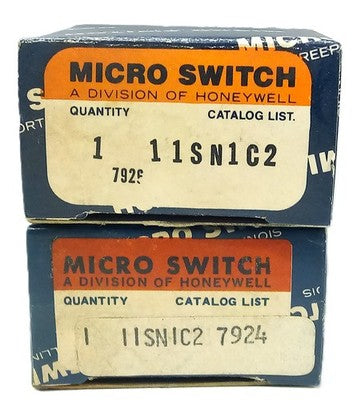 MICRO SWITCH
A DIVISION OF HONEYWELL
QUANTITY CATALOG LIST.
1 11SN1C2
7929
MICRO SWITCH
A DIVISION OF HONEYWELL
QUANTITY CATALOG LIST
1 11SN1C2 7924